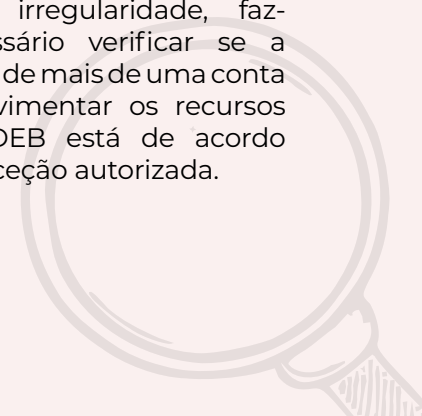 irregularidade, faz-
ssário verificar se a
de mais de uma conta
vimentar os recursos
DEB está de acordo
ceção autorizada.